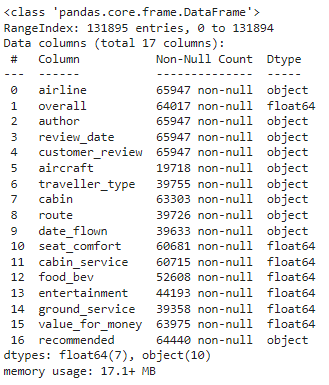 <class 'pandas.core.frame.DataFrame'>
RangeIndex: 131895 entries, 0 to 131894
Data columns (total 17 columns):
 #   Column           Non-Null Count  Dtype
---  ------           --------------  -----
 0   airline          65947 non-null  object
 1   overall          64017 non-null  float64
 2   author           65947 non-null  object
 3   review_date      65947 non-null  object
 4   customer_review  65947 non-null  object
 5   aircraft         19718 non-null  object
 6   traveller_type   39755 non-null  object
 7   cabin            63303 non-null  object
 8   route            39726 non-null  object
 9   date_flown       39633 non-null  object
 10  seat_comfort     60681 non-null  float64
 11  cabin_service    60715 non-null  float64
 12  food_bev         52608 non-null  float64
 13  entertainment    44193 non-null  float64
 14  ground_service   39358 non-null  float64
 15  value_for_money  63975 non-null  float64
 16  recommended      64440 non-null  object
dtypes: float64(7), object(10)
memory usage: 17.1+ MB